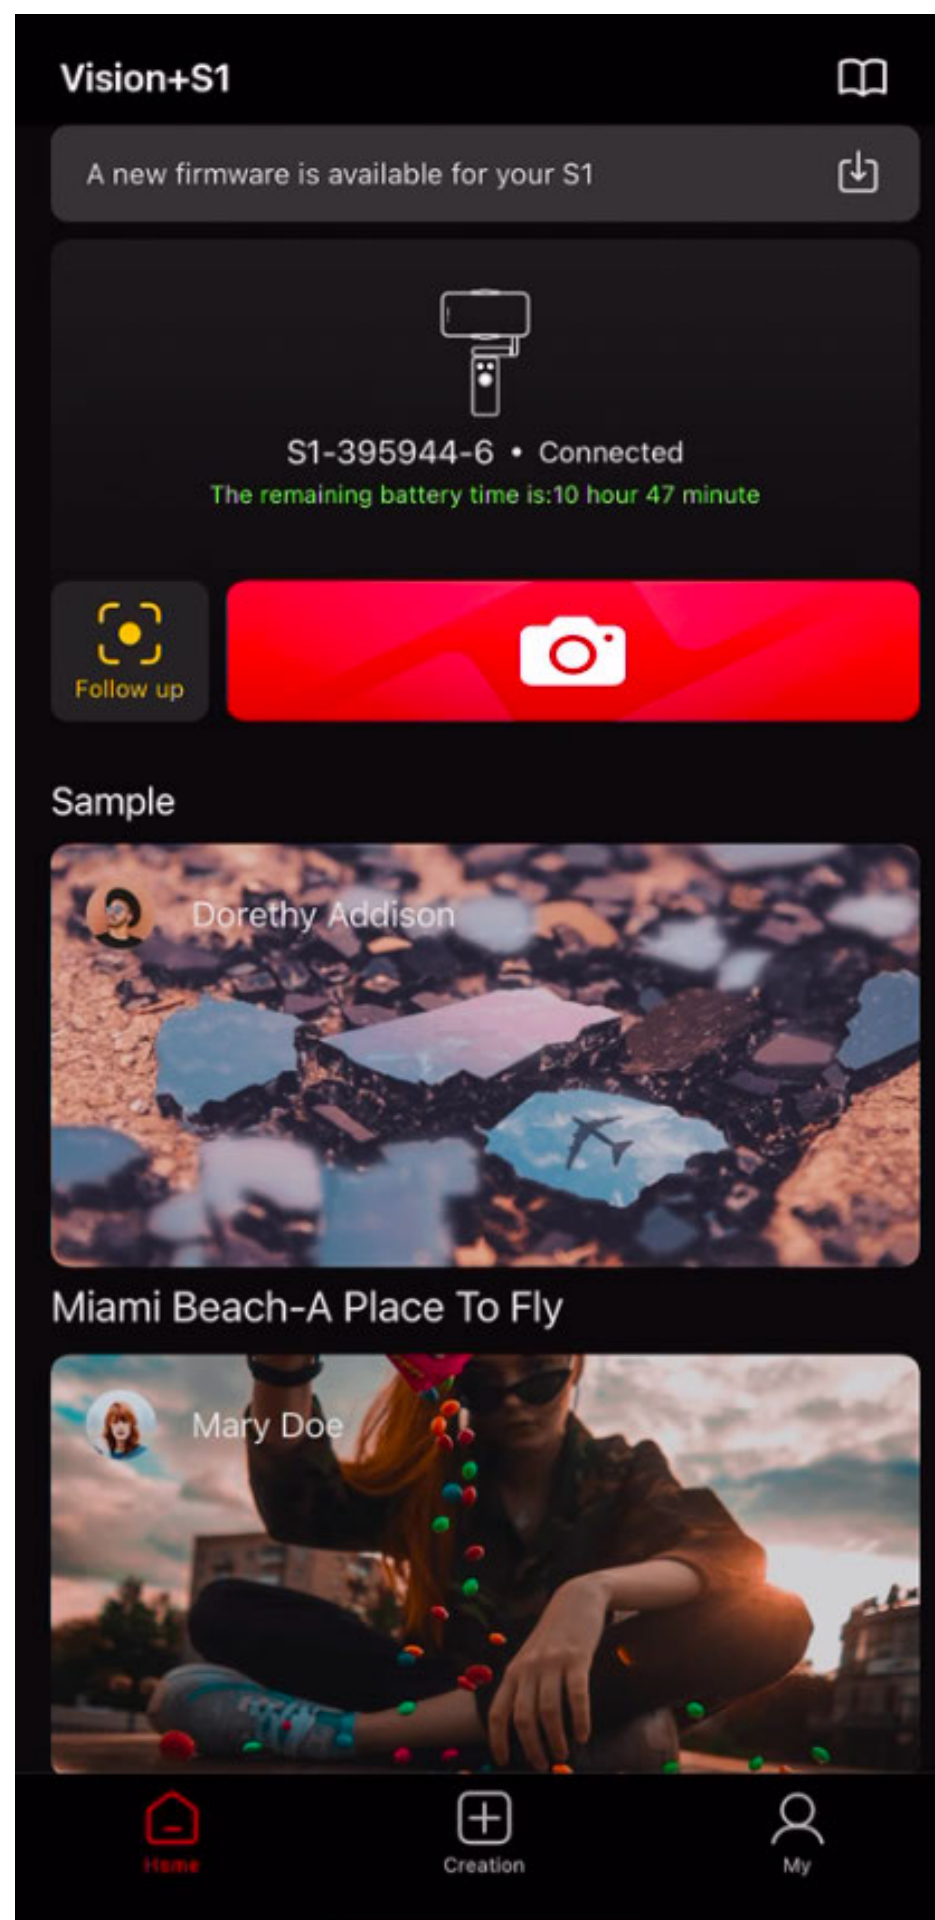 Vision+S1
A new firmware is available for your S1
S1-395944-6 • Connected
The remaining battery time is:10 hour 47 minute
Follow up
Sample
Dorethy Addison
Miami Beach-A Place To Fly
Mary Doe
Home
Creation
My